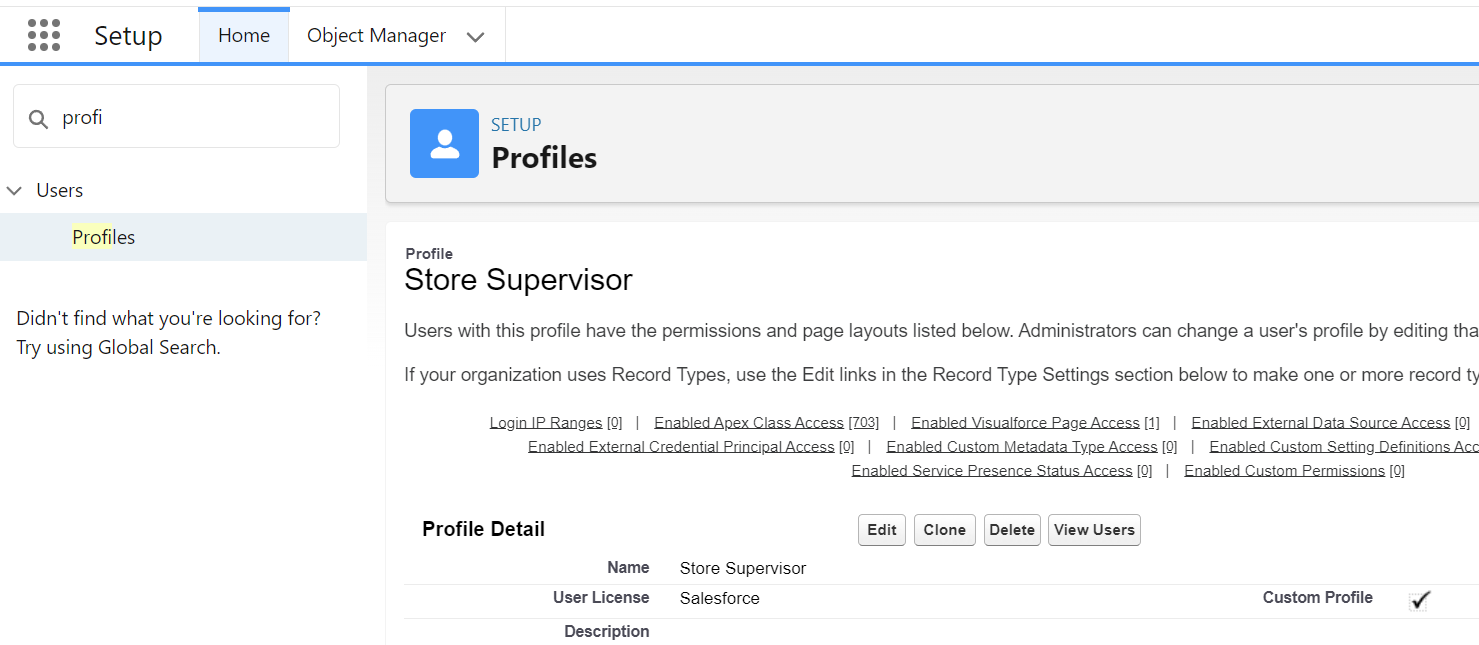 Setup
Home
Object Manager
profi
Users
Profiles
Didn't find what you're looking for?
Try using Global Search.
SETUP
Profiles
Profile
Store Supervisor
Users with this profile have the permissions and page layouts listed below. Administrators can change a user's profile by editing tha
If your organization uses Record Types, use the Edit links in the Record Type Settings section below to make one or more record ty
Login IP Ranges [0] | Enabled Apex Class Access [703] | Enabled Visualforce Page Access [1] | Enabled External Data Source Access [0]
Enabled External Credential Principal Access [0] | Enabled Custom Metadata Type Access [0] | Enabled Custom Setting Definitions Acc
Enabled Service Presence Status Access [0] | Enabled Custom Permissions [0]
Profile Detail
Edit Clone Delete View Users
Name Store Supervisor
User License Salesforce Custom Profile
Description